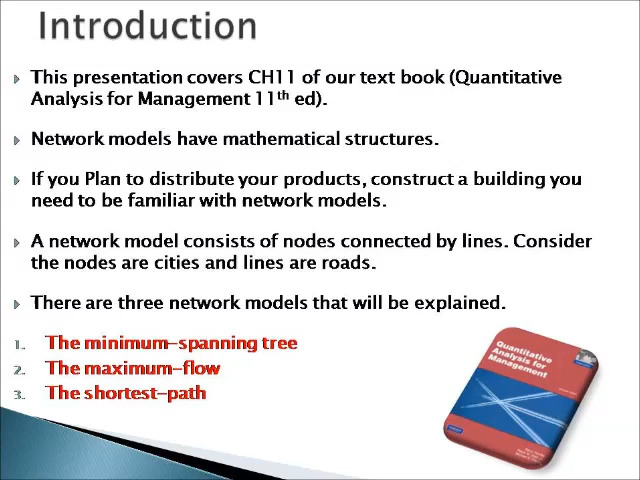 Introduction
This presentation covers CH11 of our text book (Quantitative
Analysis for Management 11th ed).
Network models have mathematical structures.
If you Plan to distribute your products, construct a building you
need to be familiar with network models.
A network model consists of nodes connected by lines. Consider
the nodes are cities and lines are roads.
There are three network models that will be explained.
1. The minimum-spanning tree
2. The maximum-flow
3. The shortest-path
Quantitative
Analysis for
Management